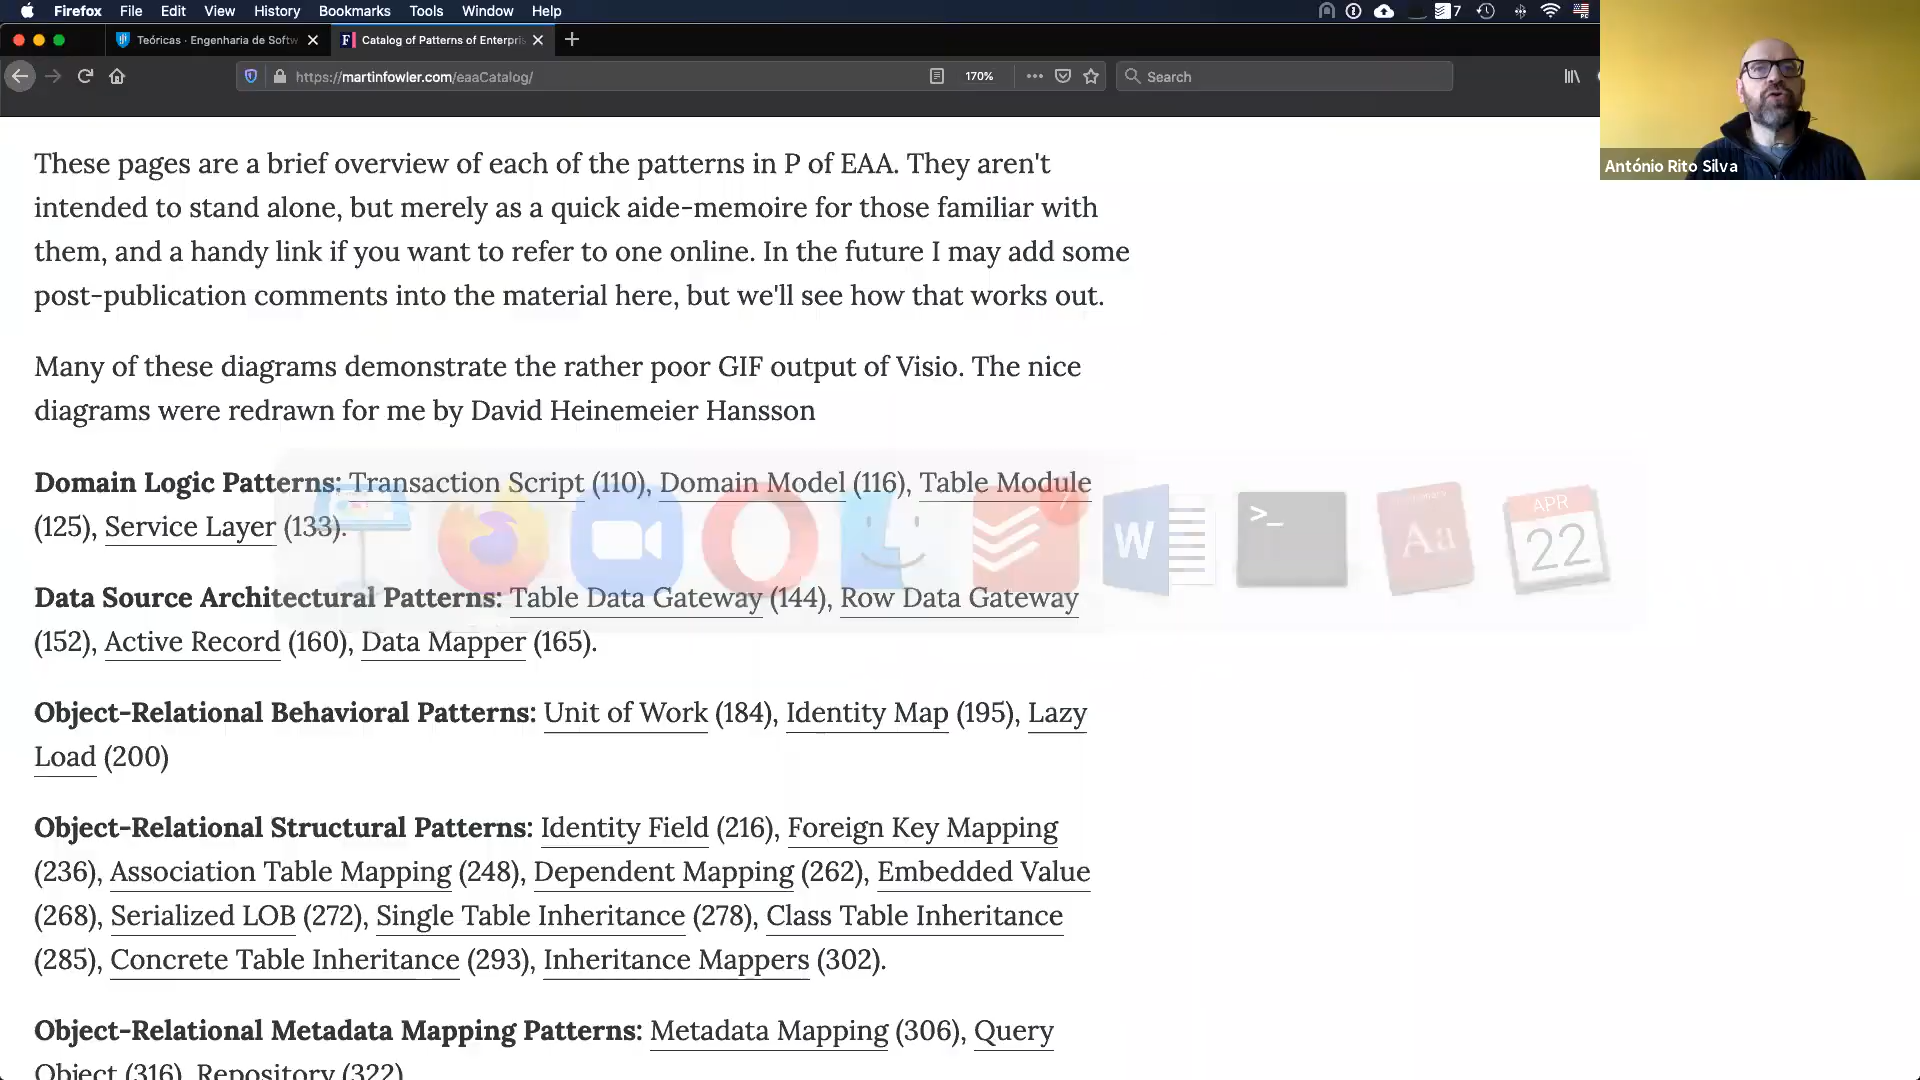 Firefox File Edit View History Bookmarks Tools Window Help 7
Teóricas · Engenharia de Softw
Catalog of Patterns of Enterpris
https://martinfowler.com/eaaCatalog/ 170% Search
António Rito Silva
These pages are a brief overview of each of the patterns in P of EAA. They aren't
intended to stand alone, but merely as a quick aide-memoire for those familiar with
them, and a handy link if you want to refer to one online. In the future I may add some
post-publication comments into the material here, but we'll see how that works out.
Many of these diagrams demonstrate the rather poor GIF output of Visio. The nice
diagrams were redrawn for me by David Heinemeier Hansson
Domain Logic Patterns: Transaction Script (110), Domain Model (116), Table Module
(125), Service Layer (133).
W >_ Aa APR 22
Data Source Architectural Patterns: Table Data Gateway (144), Row Data Gateway
(152), Active Record (160), Data Mapper (165).
Object-Relational Behavioral Patterns: Unit of Work (184), Identity Map (195), Lazy
Load (200)
Object-Relational Structural Patterns: Identity Field (216), Foreign Key Mapping
(236), Association Table Mapping (248), Dependent Mapping (262), Embedded Value
(268), Serialized LOB (272), Single Table Inheritance (278), Class Table Inheritance
(285), Concrete Table Inheritance (293), Inheritance Mappers (302).
Object-Relational Metadata Mapping Patterns: Metadata Mapping (306), Query
Object (316), Repository (322)